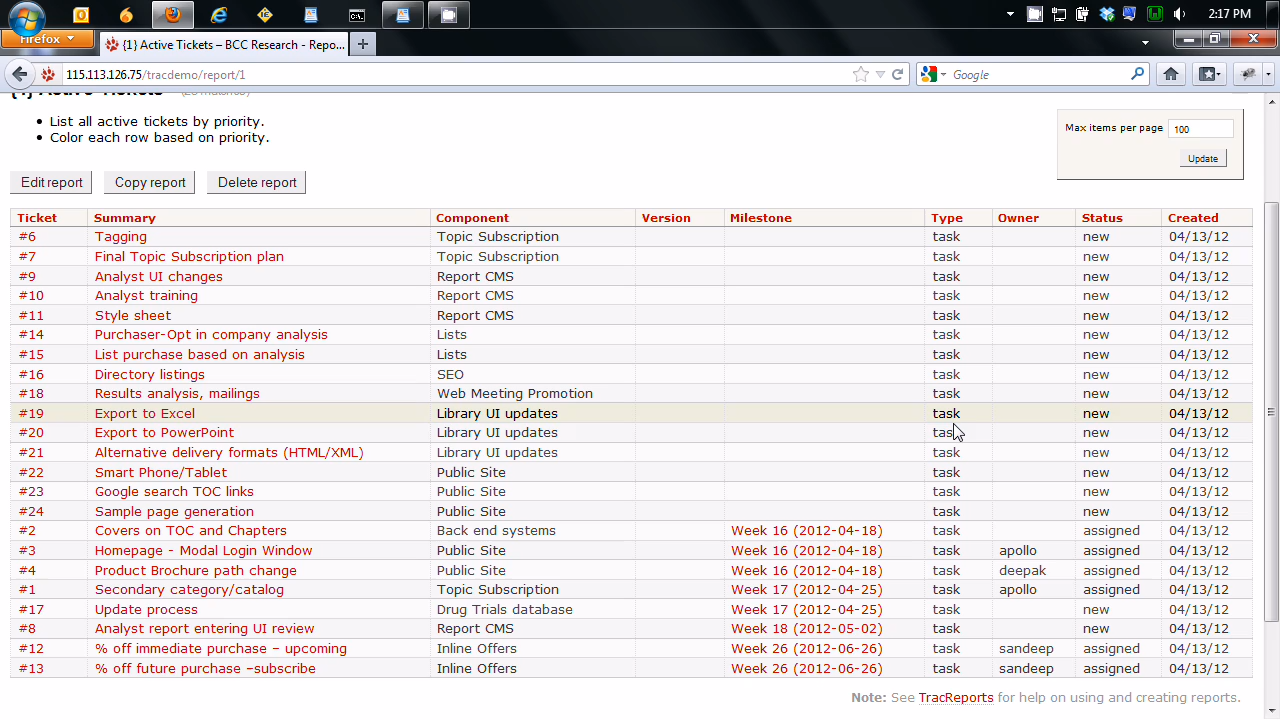 2:17 PM
Firefox
{1} Active Tickets – BCC Research - Repo...
115.113.126.75/tracdemo/report/1
Google
{1} Active Tickets
• List all active tickets by priority.
• Color each row based on priority.
Max items per page 100
Update
Edit report Copy report Delete report
Ticket Summary Component Version Milestone Type Owner Status Created
#6 Tagging Topic Subscription task new 04/13/12
#7 Final Topic Subscription plan Topic Subscription task new 04/13/12
#9 Analyst UI changes Report CMS task new 04/13/12
#10 Analyst training Report CMS task new 04/13/12
#11 Style sheet Report CMS task new 04/13/12
#14 Purchaser-Opt in company analysis Lists task new 04/13/12
#15 List purchase based on analysis Lists task new 04/13/12
#16 Directory listings SEO task new 04/13/12
#18 Results analysis, mailings Web Meeting Promotion task new 04/13/12
#19 Export to Excel Library UI updates task new 04/13/12
#20 Export to PowerPoint Library UI updates task new 04/13/12
#21 Alternative delivery formats (HTML/XML) Library UI updates task new 04/13/12
#22 Smart Phone/Tablet Public Site task new 04/13/12
#23 Google search TOC links Public Site task new 04/13/12
#24 Sample page generation Public Site task new 04/13/12
#2 Covers on TOC and Chapters Back end systems Week 16 (2012-04-18) task assigned 04/13/12
#3 Homepage - Modal Login Window Public Site Week 16 (2012-04-18) task apollo assigned 04/13/12
#4 Product Brochure path change Public Site Week 16 (2012-04-18) task deepak assigned 04/13/12
#1 Secondary category/catalog Topic Subscription Week 17 (2012-04-25) task apollo assigned 04/13/12
#17 Update process Drug Trials database Week 17 (2012-04-25) task new 04/13/12
#8 Analyst report entering UI review Report CMS Week 18 (2012-05-02) task new 04/13/12
#12 % off immediate purchase – upcoming Inline Offers Week 26 (2012-06-26) task sandeep assigned 04/13/12
#13 % off future purchase –subscribe Inline Offers Week 26 (2012-06-26) task sandeep assigned 04/13/12
Note: See TracReports for help on using and creating reports.